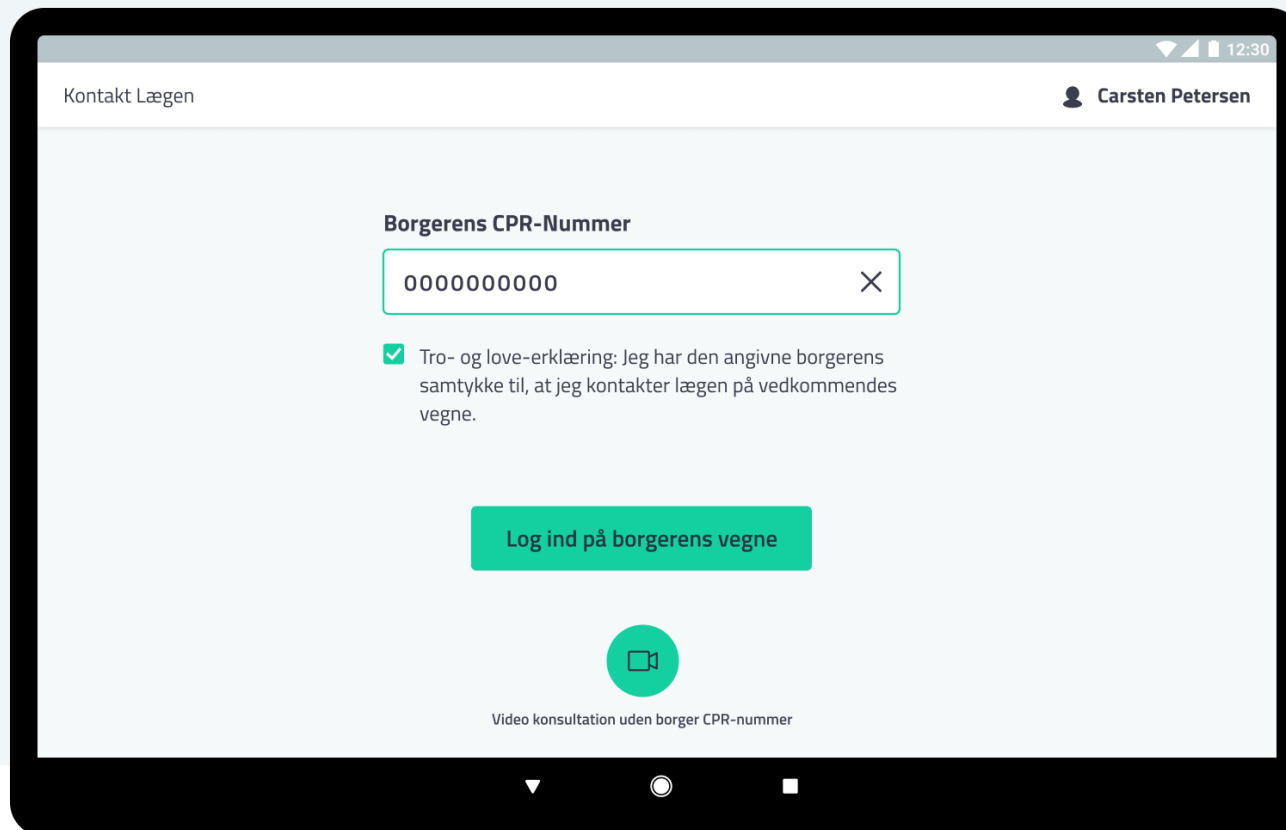 12:30
Kontakt Lægen
Carsten Petersen
Borgerens CPR-Nummer
0000000000
Tro- og love-erklæring: Jeg har den angivne borgerens
samtykke til, at jeg kontakter lægen på vedkommendes
vegne.
Log ind på borgerens vegne
Video konsultation uden borger CPR-nummer